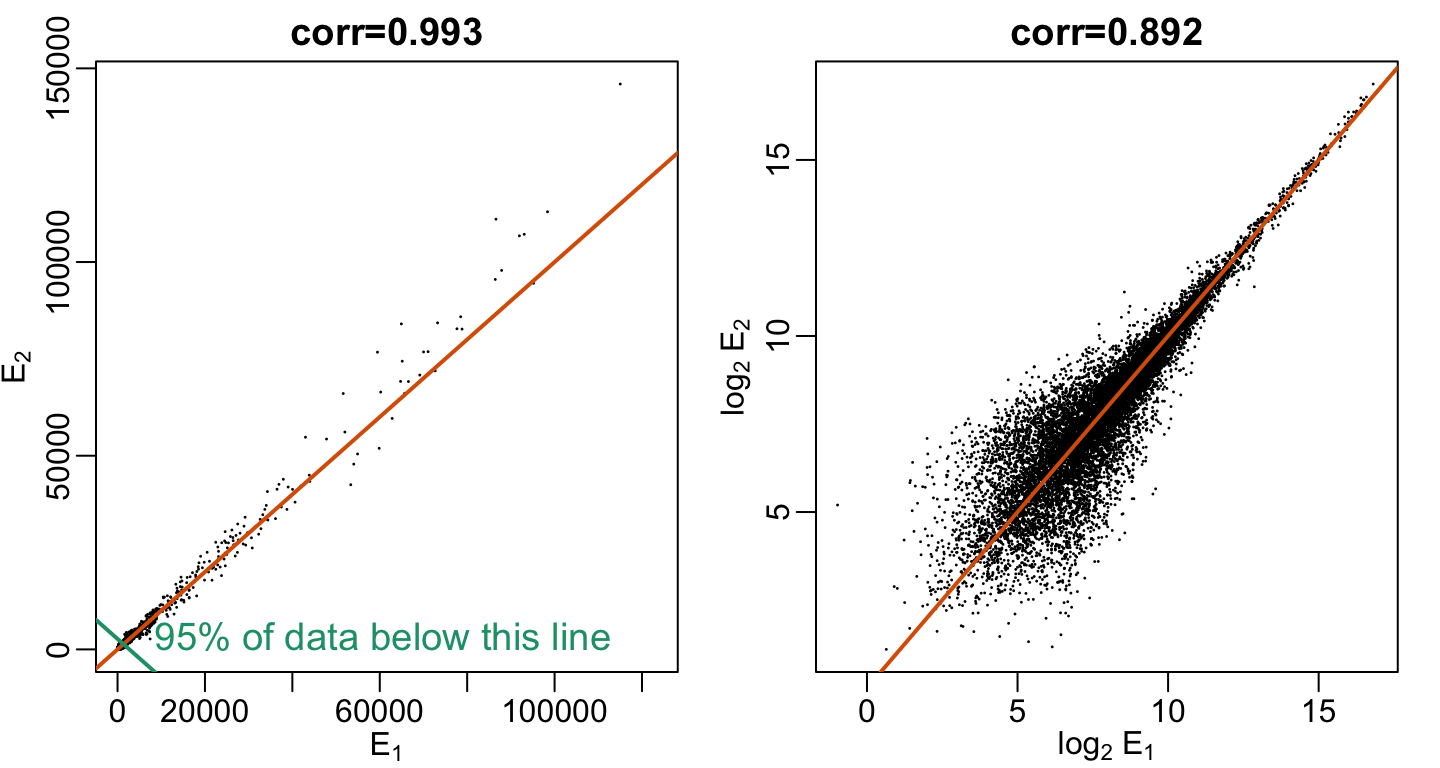 corr=0.993
E2
150000
100000
50000
0
95% of data below this line
0 20000 60000 100000
E1
corr=0.892
log2 E2
15
10
5
0 5 10 15
log2 E1